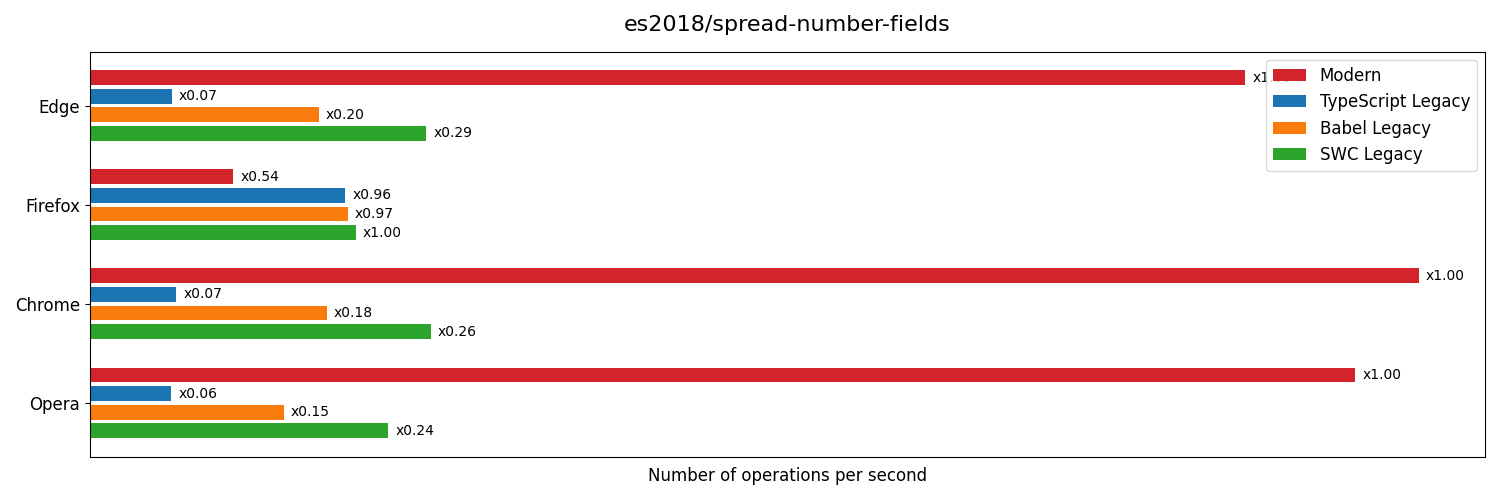 es2018/spread-number-fields
Modern
TypeScript Legacy
Babel Legacy
SWC Legacy
Edge
x0.07
x0.20
x0.29
Firefox
x0.54
x0.96
x0.97
x1.00
Chrome
x1.00
x0.07
x0.18
x0.26
Opera
x1.00
x0.06
x0.15
x0.24
Number of operations per second